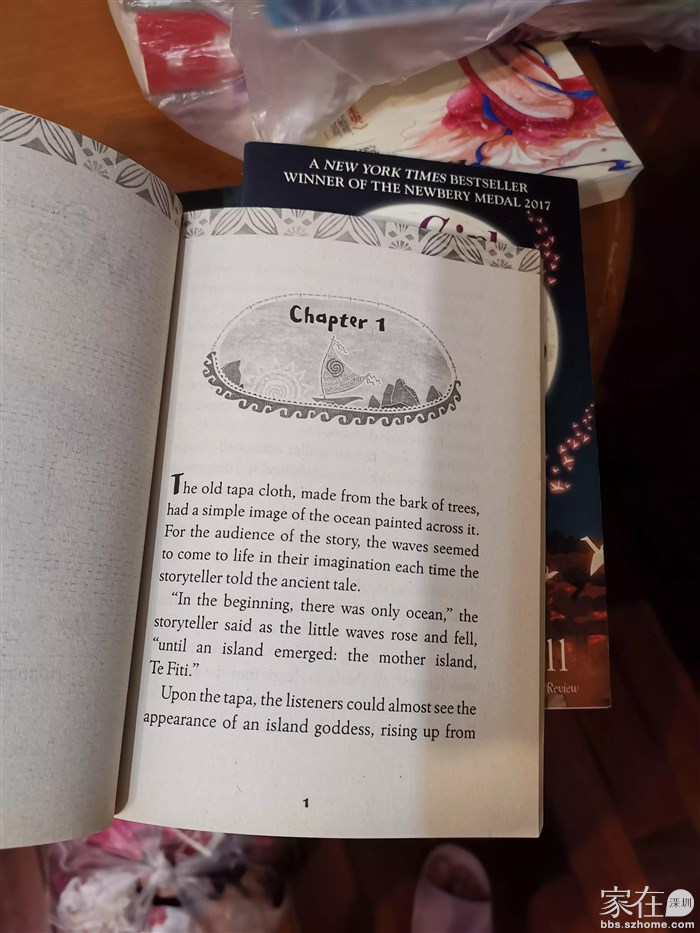 A NEW YORK TIMES BESTSELLER
WINNER OF THE NEWBERY MEDAL 2017
Chapter 1
The old tapa cloth, made from the bark of trees,
had a simple image of the ocean painted across it.
For the audience of the story, the waves seemed
to come to life in their imagination each time the
storyteller told the ancient tale.
“In the beginning, there was only ocean,” the
storyteller said as the little waves rose and fell,
“until an island emerged: the mother island,
Te Fiti.”
Upon the tapa, the listeners could almost see the
appearance of an island goddess, rising up from
1
ll
Review
家在深圳
bbs.szhome.com